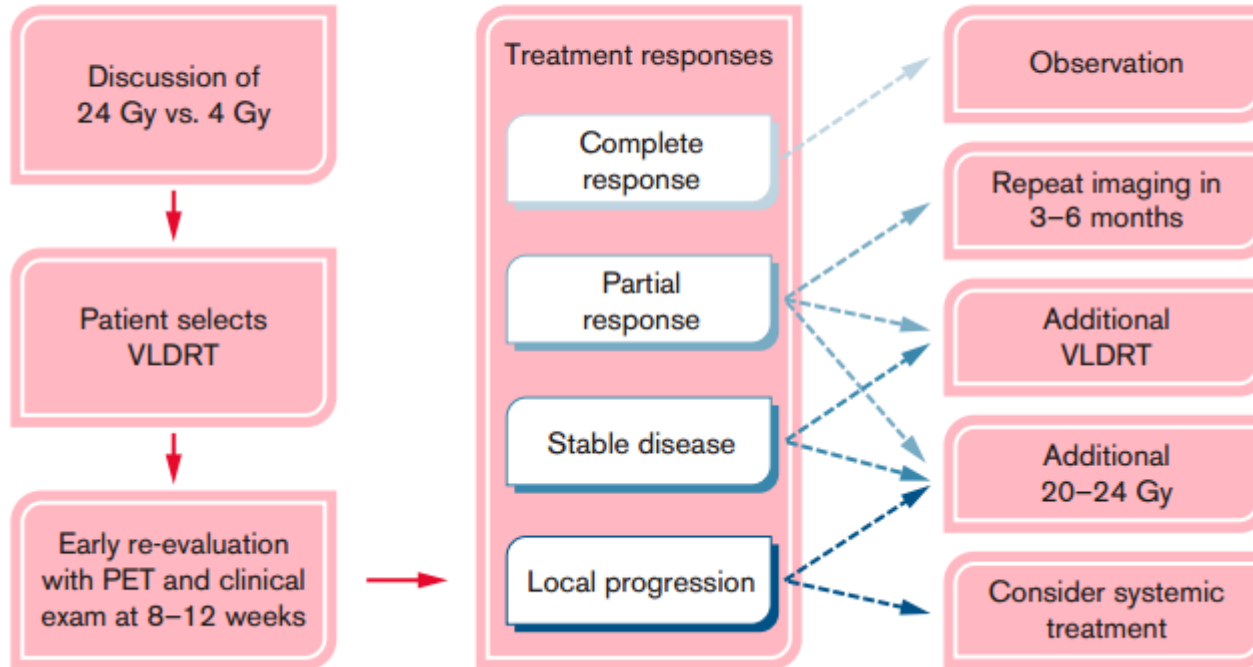 Discussion of
24 Gy vs. 4 Gy
Patient selects
VLDRT
Early re-evaluation
with PET and clinical
exam at 8–12 weeks
Treatment responses
Complete
response
Partial
response
Stable disease
Local progression
Observation
Repeat imaging in
3–6 months
Additional
VLDRT
Additional
20–24 Gy
Consider systemic
treatment